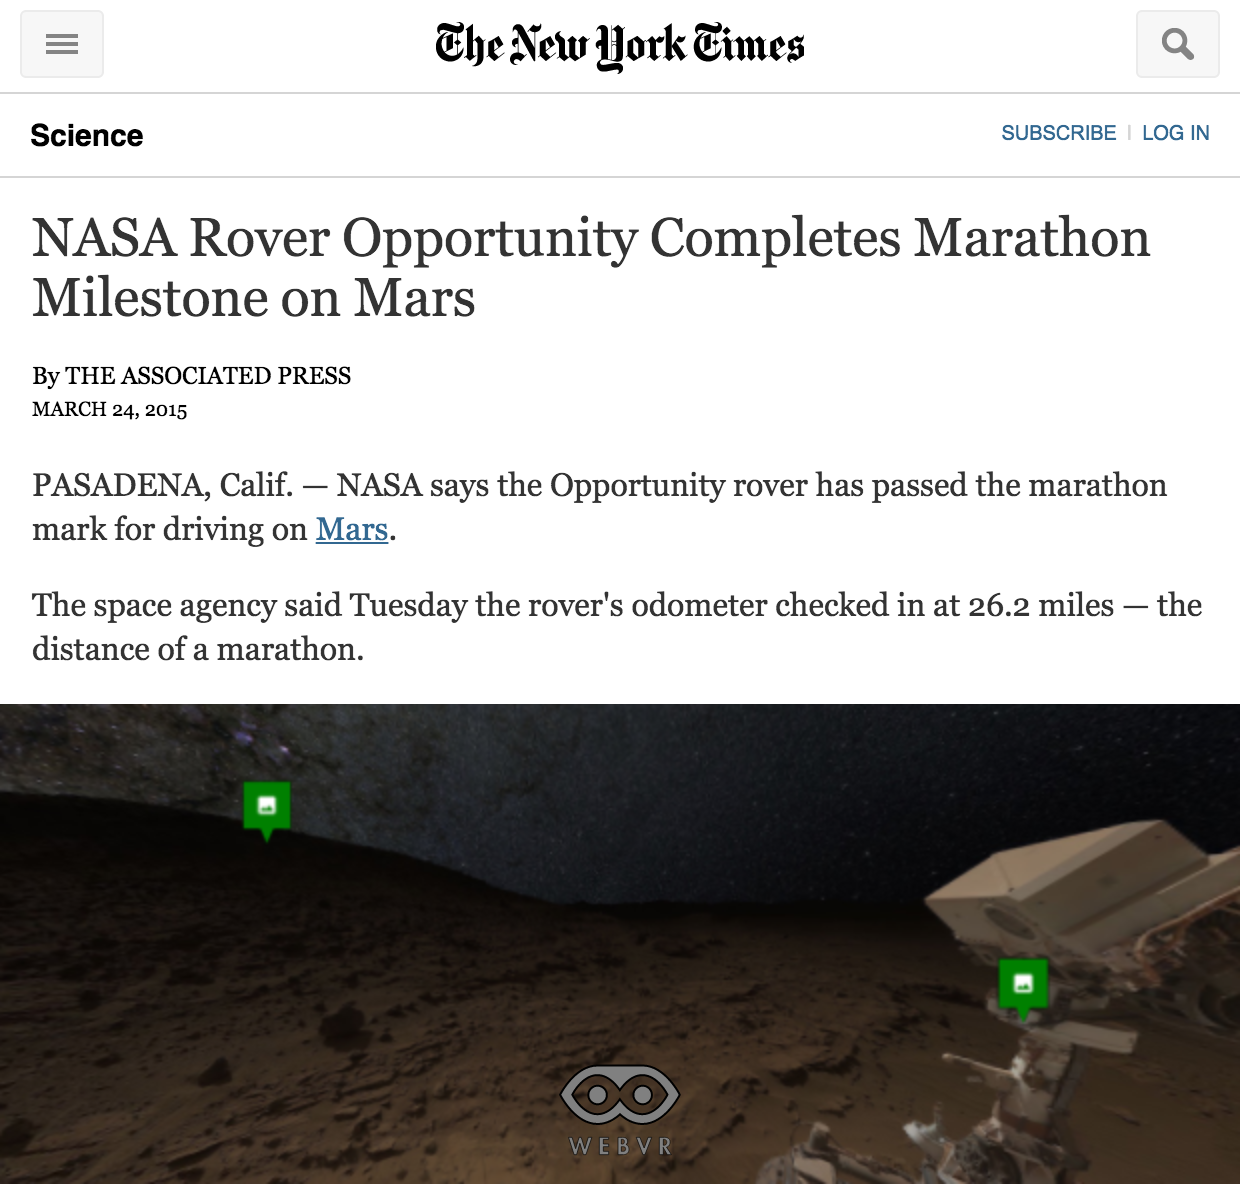 The New York Times
Science
SUBSCRIBE | LOG IN
NASA Rover Opportunity Completes Marathon
Milestone on Mars
By THE ASSOCIATED PRESS
MARCH 24, 2015
PASADENA, Calif. — NASA says the Opportunity rover has passed the marathon
mark for driving on Mars.
The space agency said Tuesday the rover's odometer checked in at 26.2 miles — the
distance of a marathon.
WEBVR